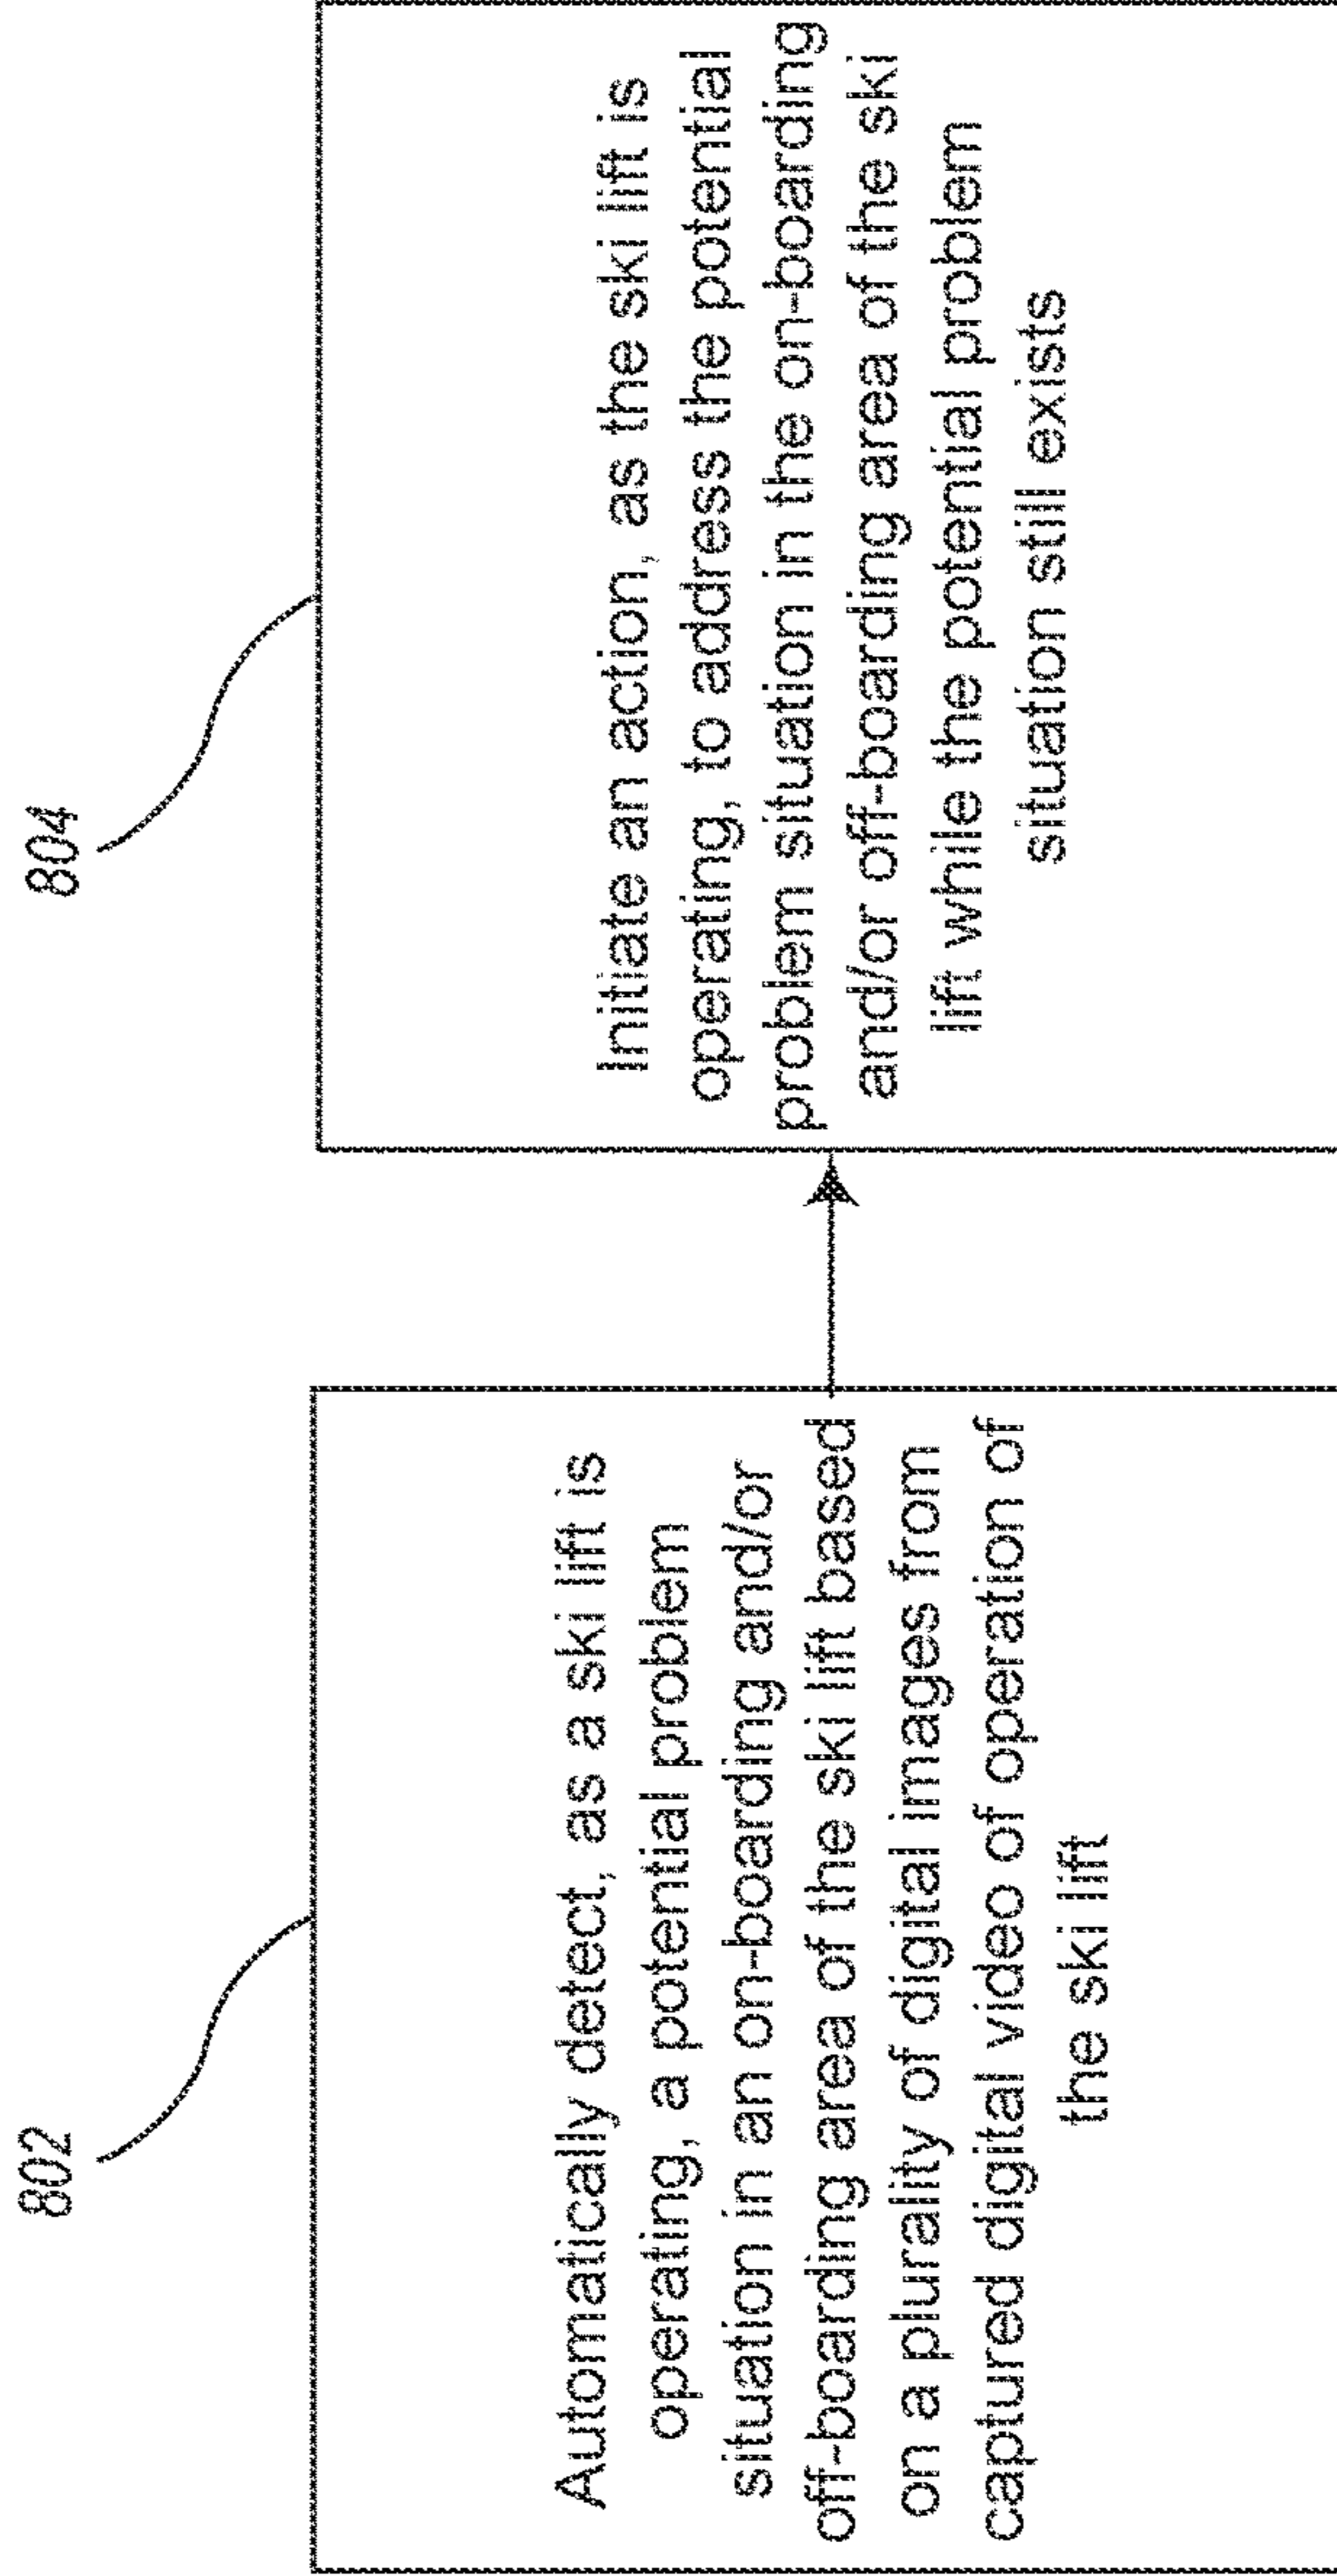 802
Automatically detect, as a ski lift is
operating, a potential problem
situation in an on-boarding and/or
off-boarding area of the ski lift based
on a plurality of digital images from
captured digital video of operation of
the ski lift
804
Initiate an action, as the ski lift is
operating, to address the potential
problem situation in the on-boarding
and/or off-boarding area of the ski
lift while the potential problem
situation still exists